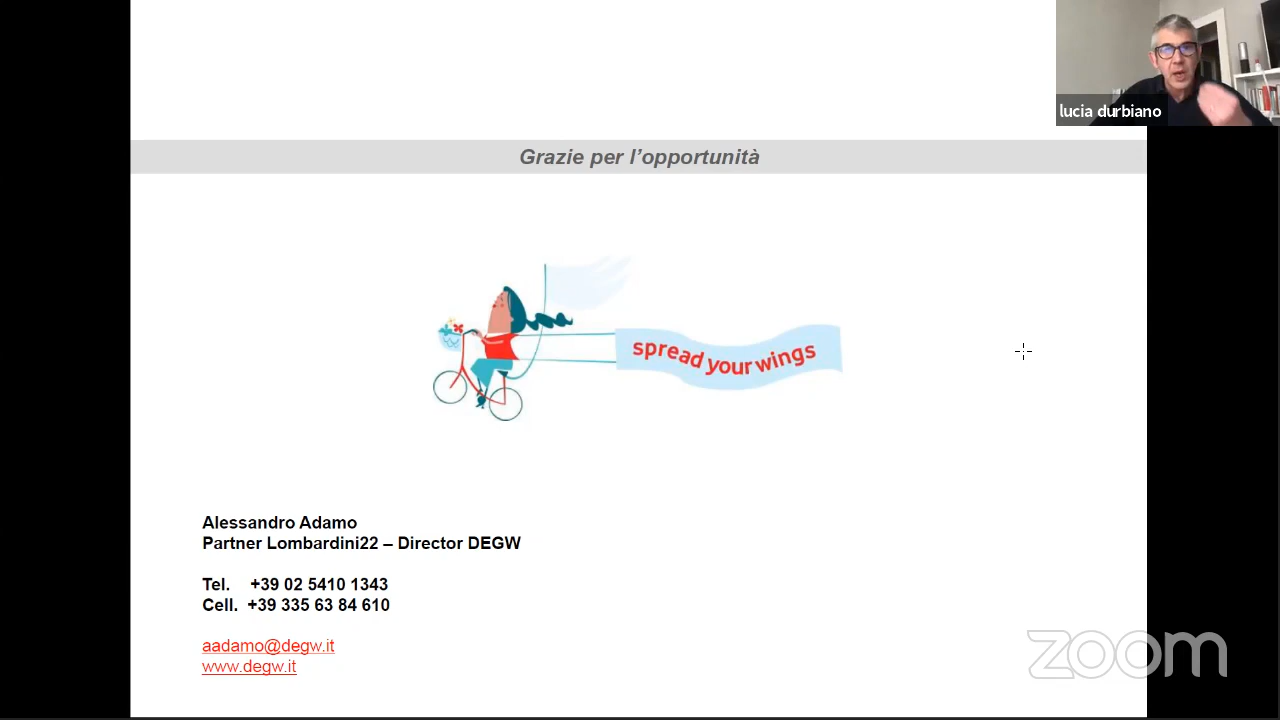 lucia durbiano
Grazie per l’opportunità
spread your wings
Alessandro Adamo
Partner Lombardini22 – Director DEGW
Tel. +39 02 5410 1343
Cell. +39 335 63 84 610
aadamo@degw.it
www.degw.it
zoom